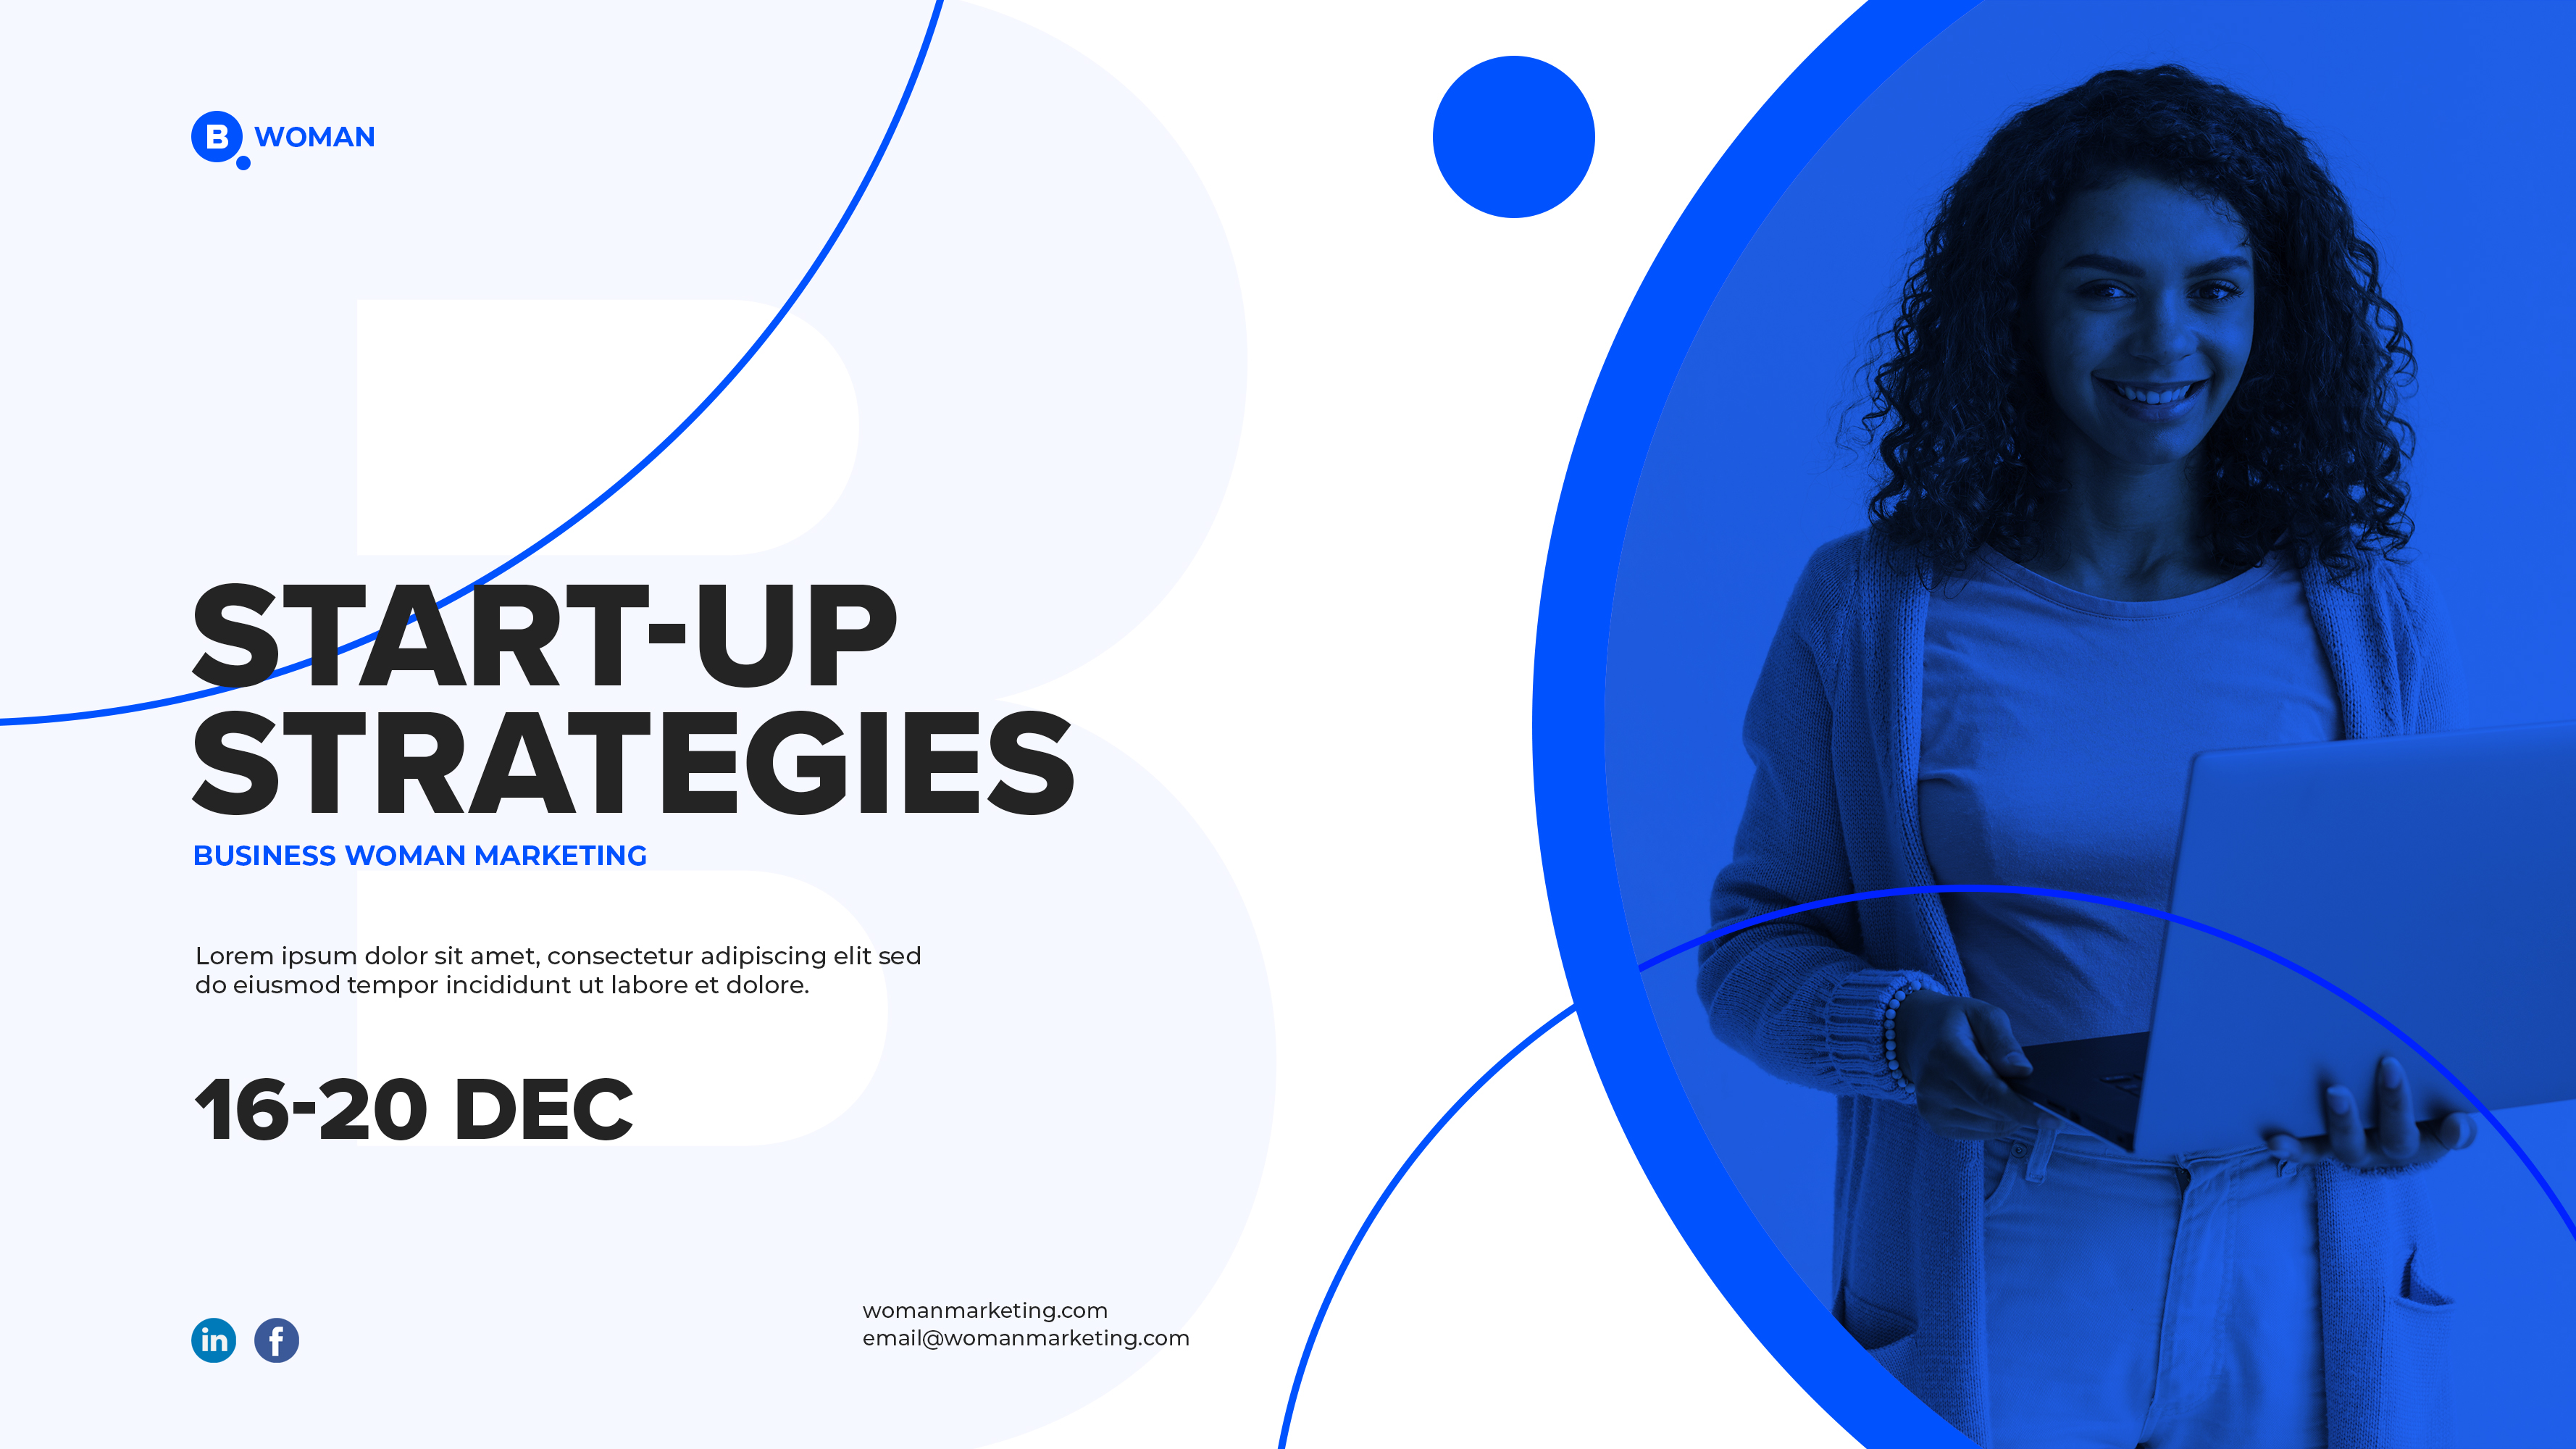 B WOMAN
START-UP
STRATEGIES
BUSINESS WOMAN MARKETING
Lorem ipsum dolor sit amet, consectetur adipiscing elit sed
do eiusmod tempor incididunt ut labore et dolore.
16-20 DEC
in f
womanmarketing.com
email@womanmarketing.com